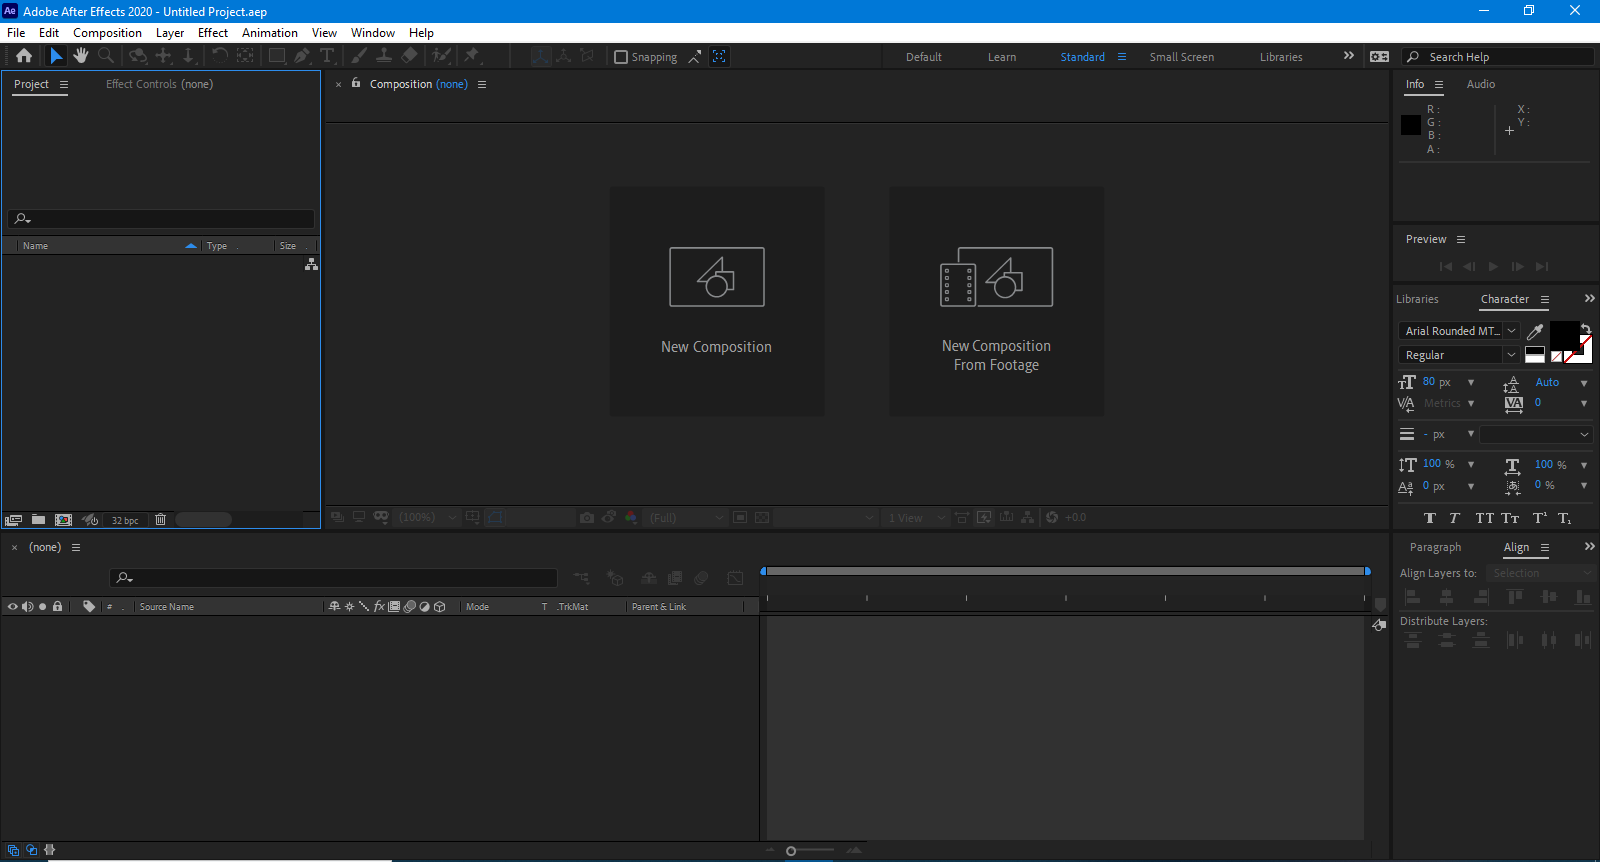 Ae Adobe After Effects 2020 - Untitled Project.aep
File Edit Composition Layer Effect Animation View Window Help
Snapping Default Learn Standard Small Screen Libraries Search Help
Project Effect Controls (none)
Composition (none)
Info Audio
R :
G :
B :
A :
X :
Y :
Name Type Size
New Composition
New Composition
From Footage
Preview
Libraries Character
Arial Rounded MT...
Regular
80 px Auto
Metrics 0
- px
100 % 100 %
0 px 0 %
T T TT Tt T¹ T₁
32 bpc
(100%) (Full) 1 View +0.0
(none)
# Source Name fx Mode T .TrkMat Parent & Link
Paragraph Align
Align Layers to: Selection
Distribute Layers: